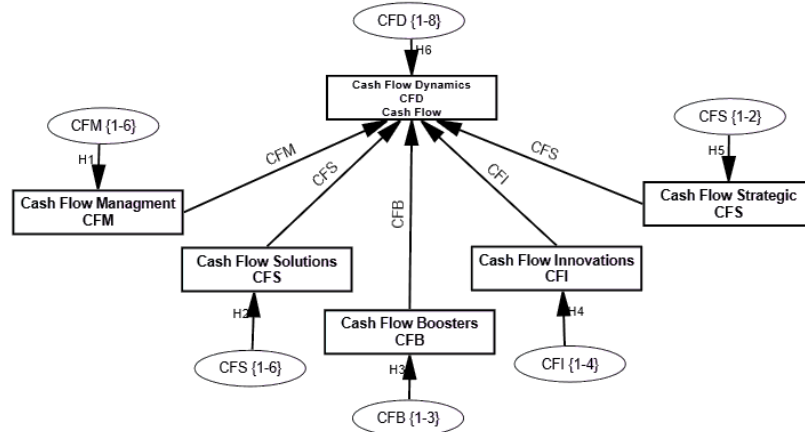 CFD {1-8}
H6
Cash Flow Dynamics
CFD
Cash Flow
CFM {1-6}
H1
CFS {1-2}
H5
CFM
CFS
CFB
CFI
CFS
Cash Flow Managment
CFM
Cash Flow Strategic
CFS
Cash Flow Solutions
CFS
Cash Flow Innovations
CFI
H2
H4
Cash Flow Boosters
CFB
H3
CFS {1-6}
CFI {1-4}
CFB {1-3}